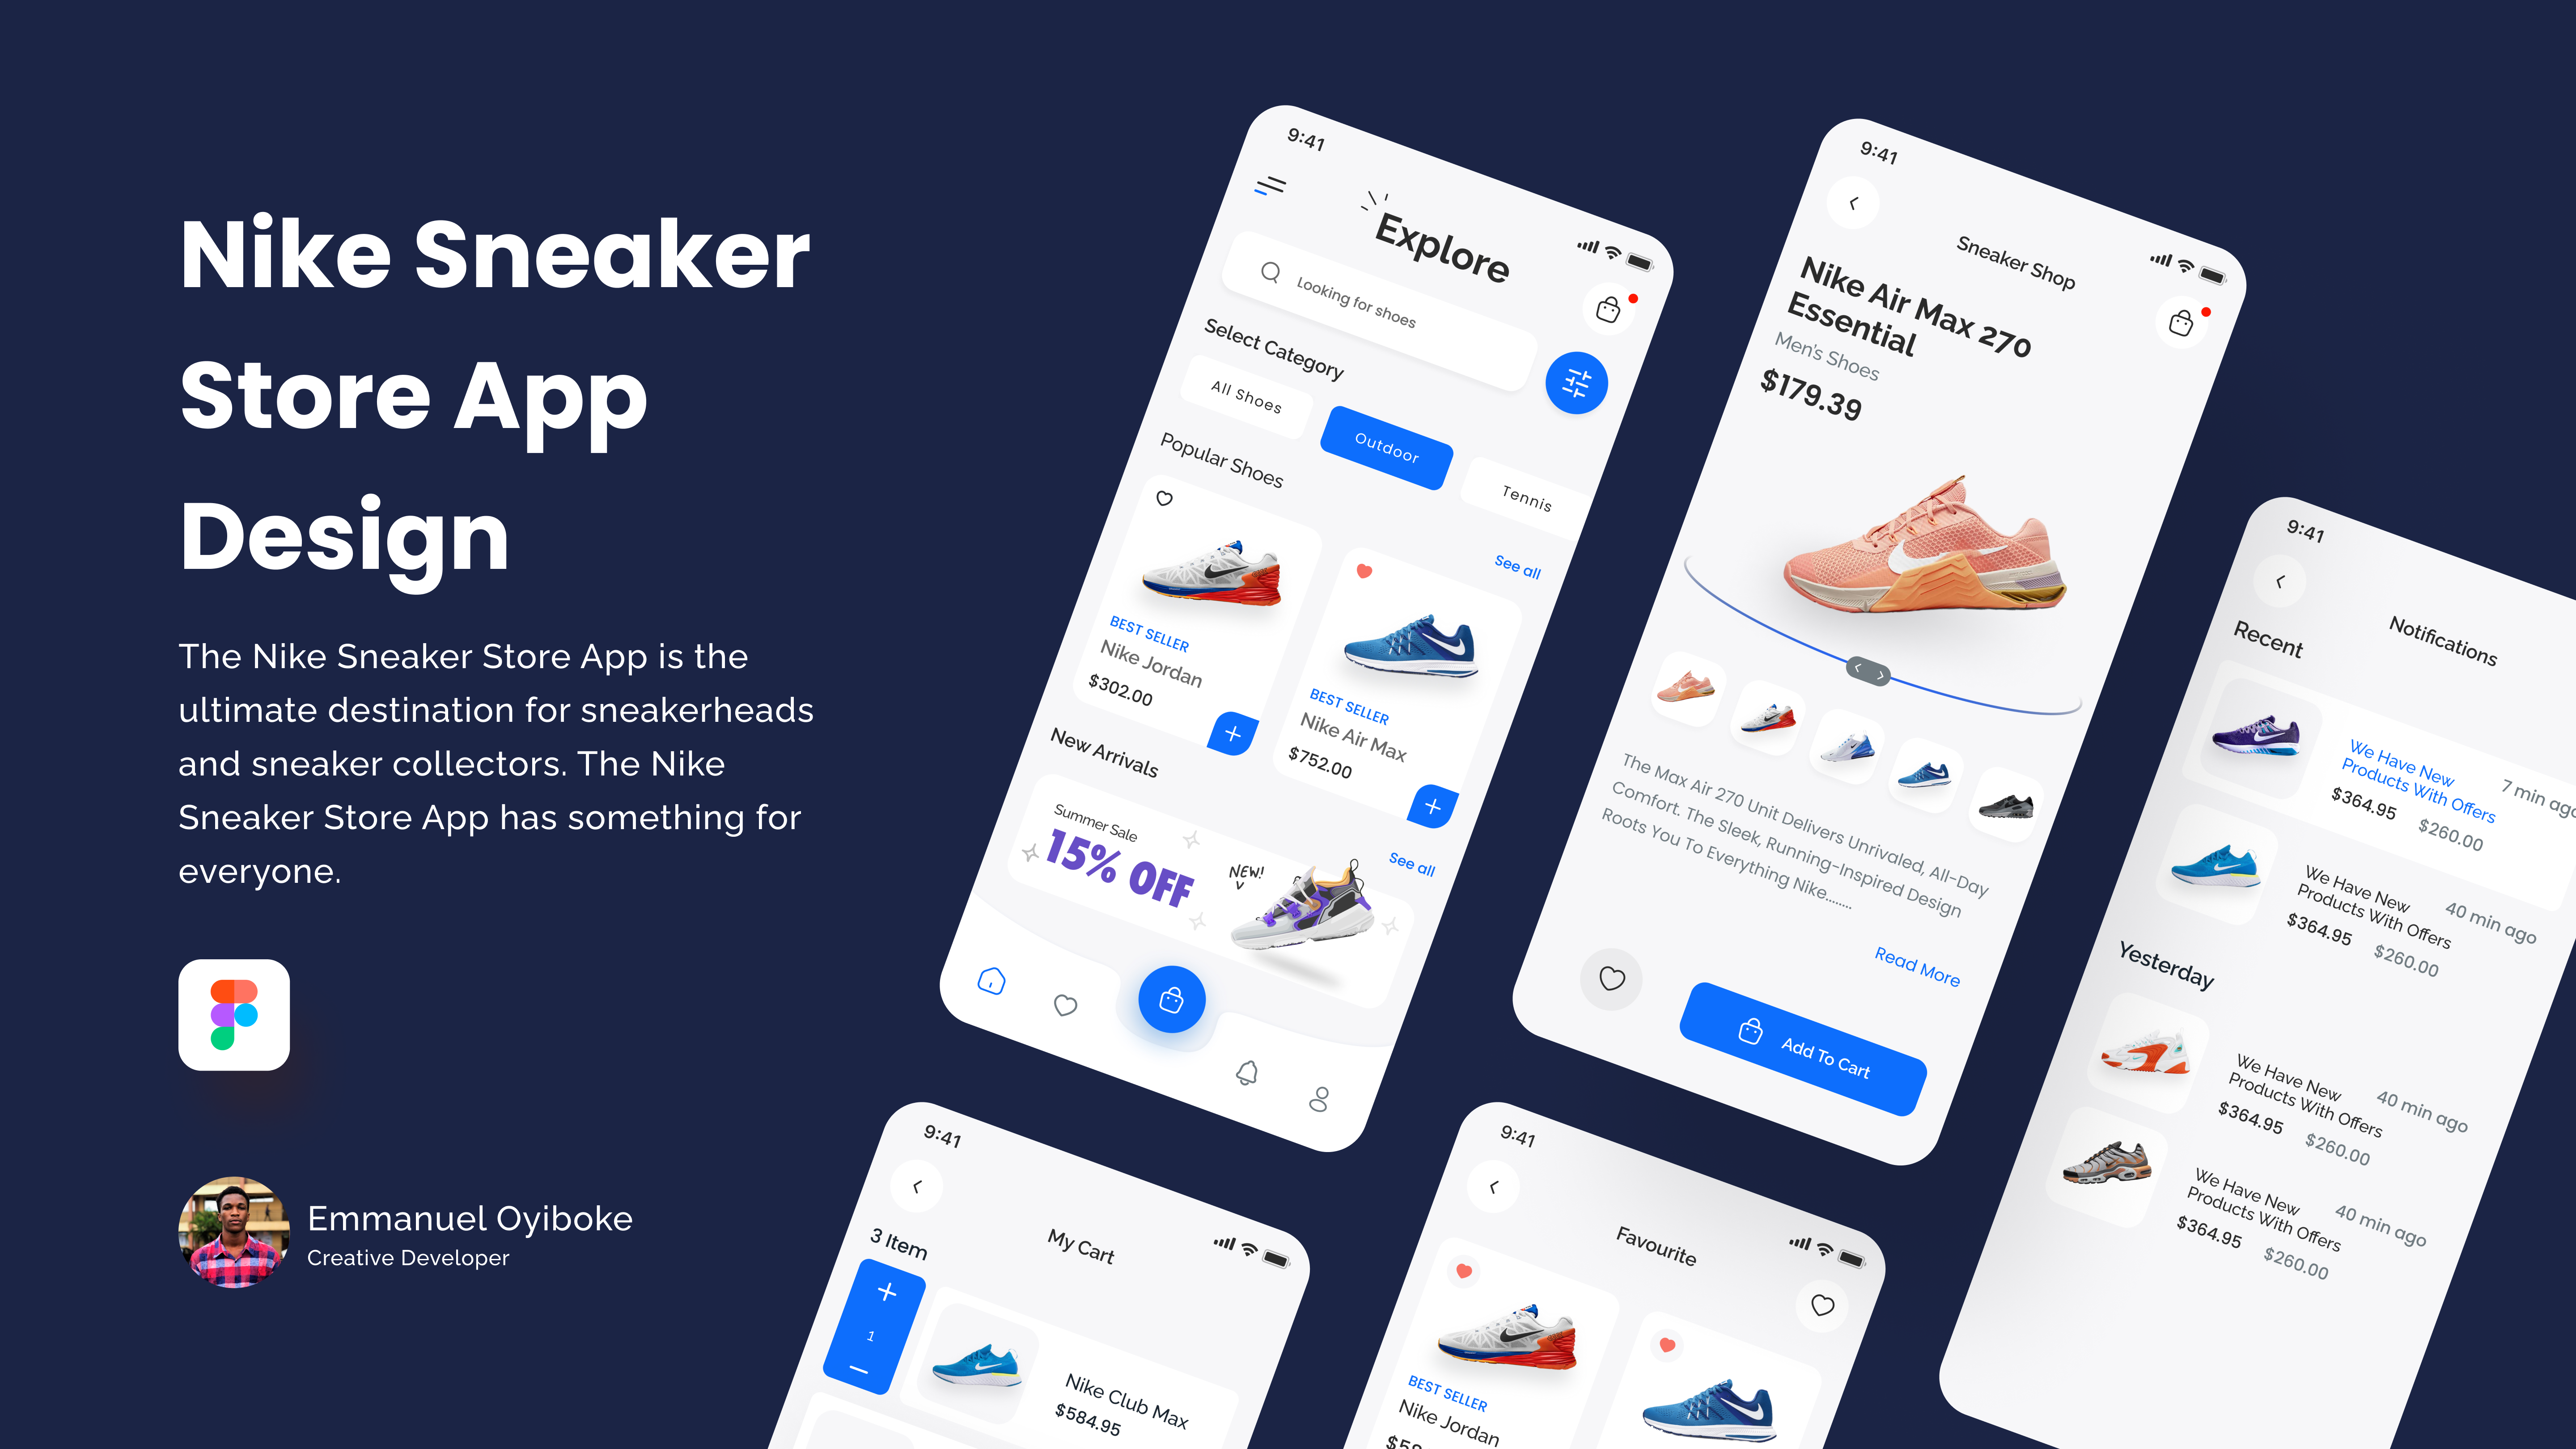 Nike Sneaker
Store App
Design
The Nike Sneaker Store App is the
ultimate destination for sneakerheads
and sneaker collectors. The Nike
Sneaker Store App has something for
everyone.
Emmanuel Oyiboke
Creative Developer
9:41
Explore
Looking for shoes
Select Category
All Shoes
Outdoor
Tennis
Popular Shoes
See all
BEST SELLER
Nike Jordan
$302.00
BEST SELLER
Nike Air Max
$752.00
New Arrivals
See all
Summer Sale
15% OFF
NEW!
9:41
Sneaker Shop
Nike Air Max 270
Essential
Men's Shoes
$179.39
The Max Air 270 Unit Delivers Unrivaled, All-Day
Comfort. The Sleek, Running-Inspired Design
Roots You To Everything Nike........
Read More
Add To Cart
9:41
Notifications
Recent
We Have New
Products With Offers
7 min ago
$364.95 $260.00
We Have New
Products With Offers
40 min ago
$364.95 $260.00
Yesterday
We Have New
Products With Offers
40 min ago
$364.95 $260.00
We Have New
Products With Offers
40 min ago
$364.95 $260.00
9:41
My Cart
3 Item
1
Nike Club Max
$584.95
9:41
Favourite
BEST SELLER
Nike Jordan